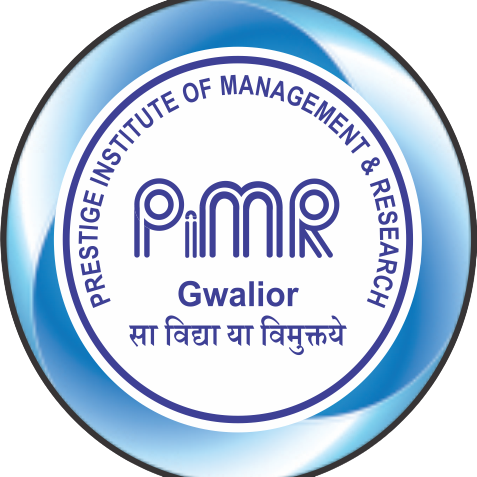 PRESTIGE INSTITUTE OF MANAGEMENT & RESEARCH
PiMR
Gwalior
सा विद्या या विमुक्तये